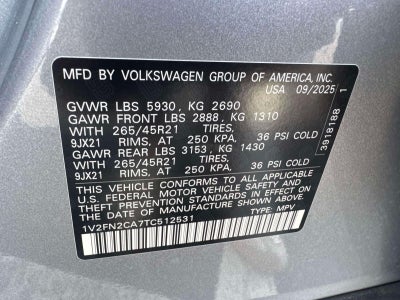 MFD. BY VOLKSWAGEN GROUP OF AMERICA, INC.
USA 09/2025
GVWR LBS 5930, KG 2690
GAWR FRONT LBS 2888, KG 1310
WITH 265/45R21 TIRES,
9JX21 RIMS, AT 250 KPA, 36 PSI COLD
GAWR REAR LBS 3153, KG 1430
WITH 265/45R21 TIRES,
9JX21 RIMS, AT 250 KPA, 36 PSI COLD
THIS VEHICLE CONFORMS TO ALL APPLICABLE
U.S. FEDERAL MOTOR VEHICLE SAFETY AND
THEFT PREVENTION STANDARDS IN EFFECT ON
THE DATE OF MANUFACTURE SHOWN ABOVE.
1V2FN2CA7TC512531 TYPE: MPV
3918188 1